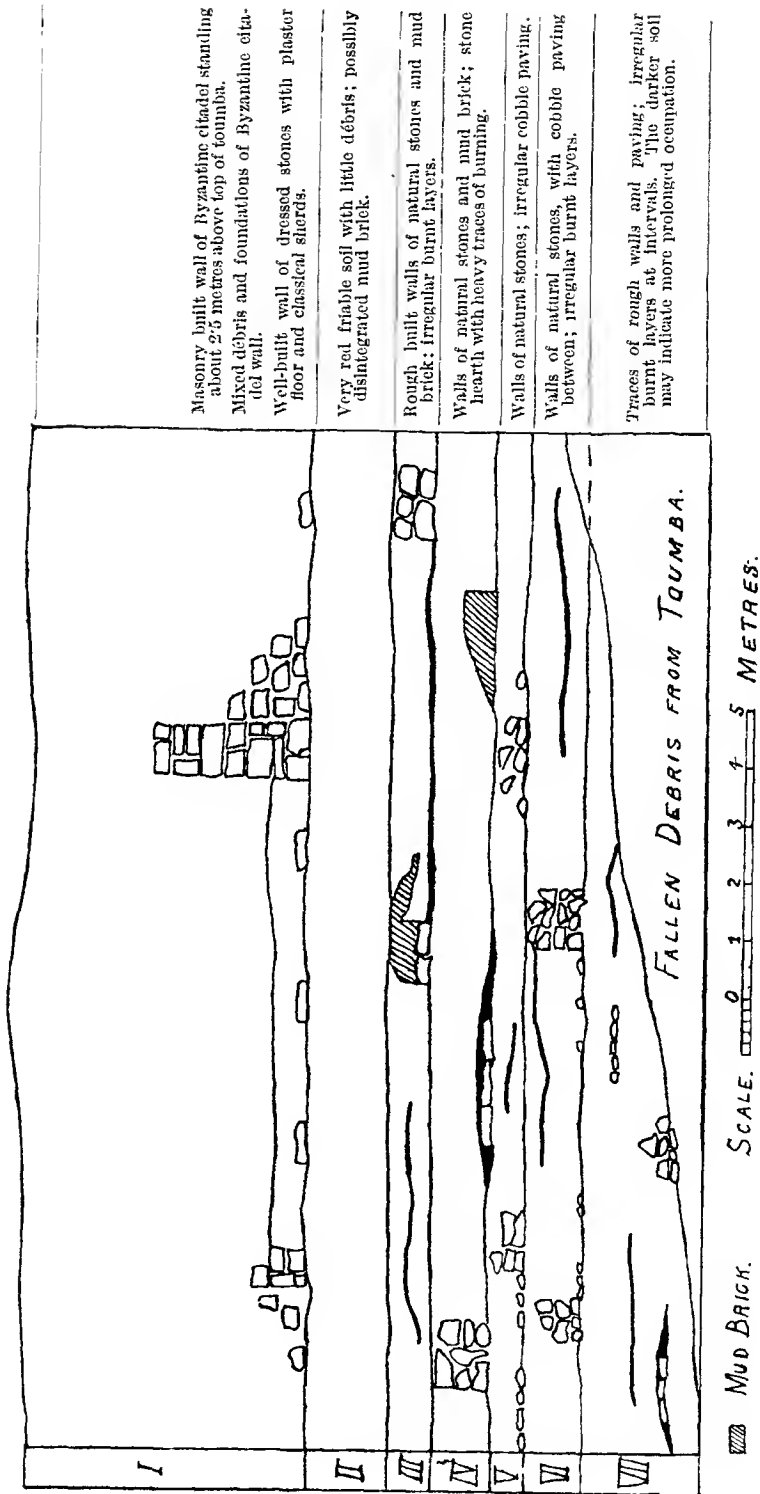 Masonry built wall of Byzantine citadel standing
about 2·5 metres above top of toumba.
Mixed débris and foundations of Byzantine cita-
del wall.
Well-built wall of dressed stones with plaster
floor and classical sherds.
Very red friable soil with little débris; possibly
disintegrated mud brick.
Rough built walls of natural stones and mud
brick: irregular burnt layers.
Walls of natural stones and mud brick; stone
hearth with heavy traces of burning.
Walls of natural stones; irregular cobble paving.
Walls of natural stones, with cobble paving
between; irregular burnt layers.
Traces of rough walls and paving; irregular
burnt layers at intervals. The darker soil
may indicate more prolonged occupation.
I
II
III
IV
V
VI
VII
FALLEN DEBRIS FROM TOUMBA.
MUD BRICK.
SCALE. 0 1 2 3 4 5 METRES.